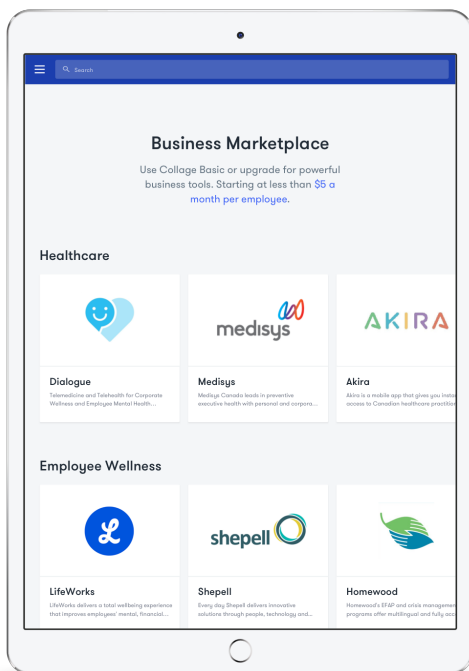 Search
Business Marketplace
Use Collage Basic or upgrade for powerful
business tools. Starting at less than $5 a
month per employee.
Healthcare
medisys
AKIRA
Dialogue
Telemedicine and Telehealth for Corporate
Wellness and Employee Mental Health...
Medisys
Medisys Canada leads in preventive
executive health with personal and corpora...
Akira
Akira is a mobile app that gives you insta
access to Canadian healthcare practition
Employee Wellness
shepell
LifeWorks
LifeWorks delivers a total wellbeing experience
that improves employees' mental, financial...
Shepell
Every day Shepell delivers innovative
solutions through people, technology and...
Homewood
Homewood's EFAP and crisis managemen
programs offer multilingual and fully acc